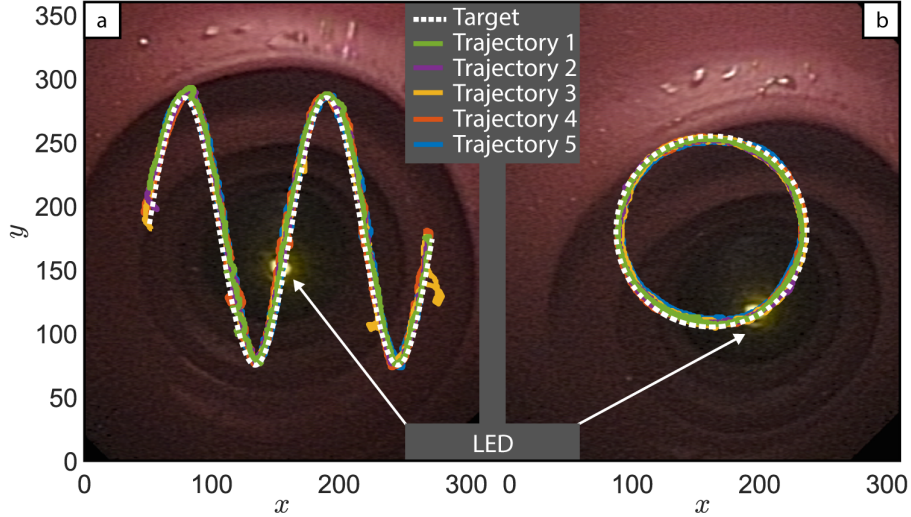 a
b
Target
Trajectory 1
Trajectory 2
Trajectory 3
Trajectory 4
Trajectory 5
LED
y
350
300
250
200
150
100
50
0
0 100 200 300
x
0 100 200 300
x